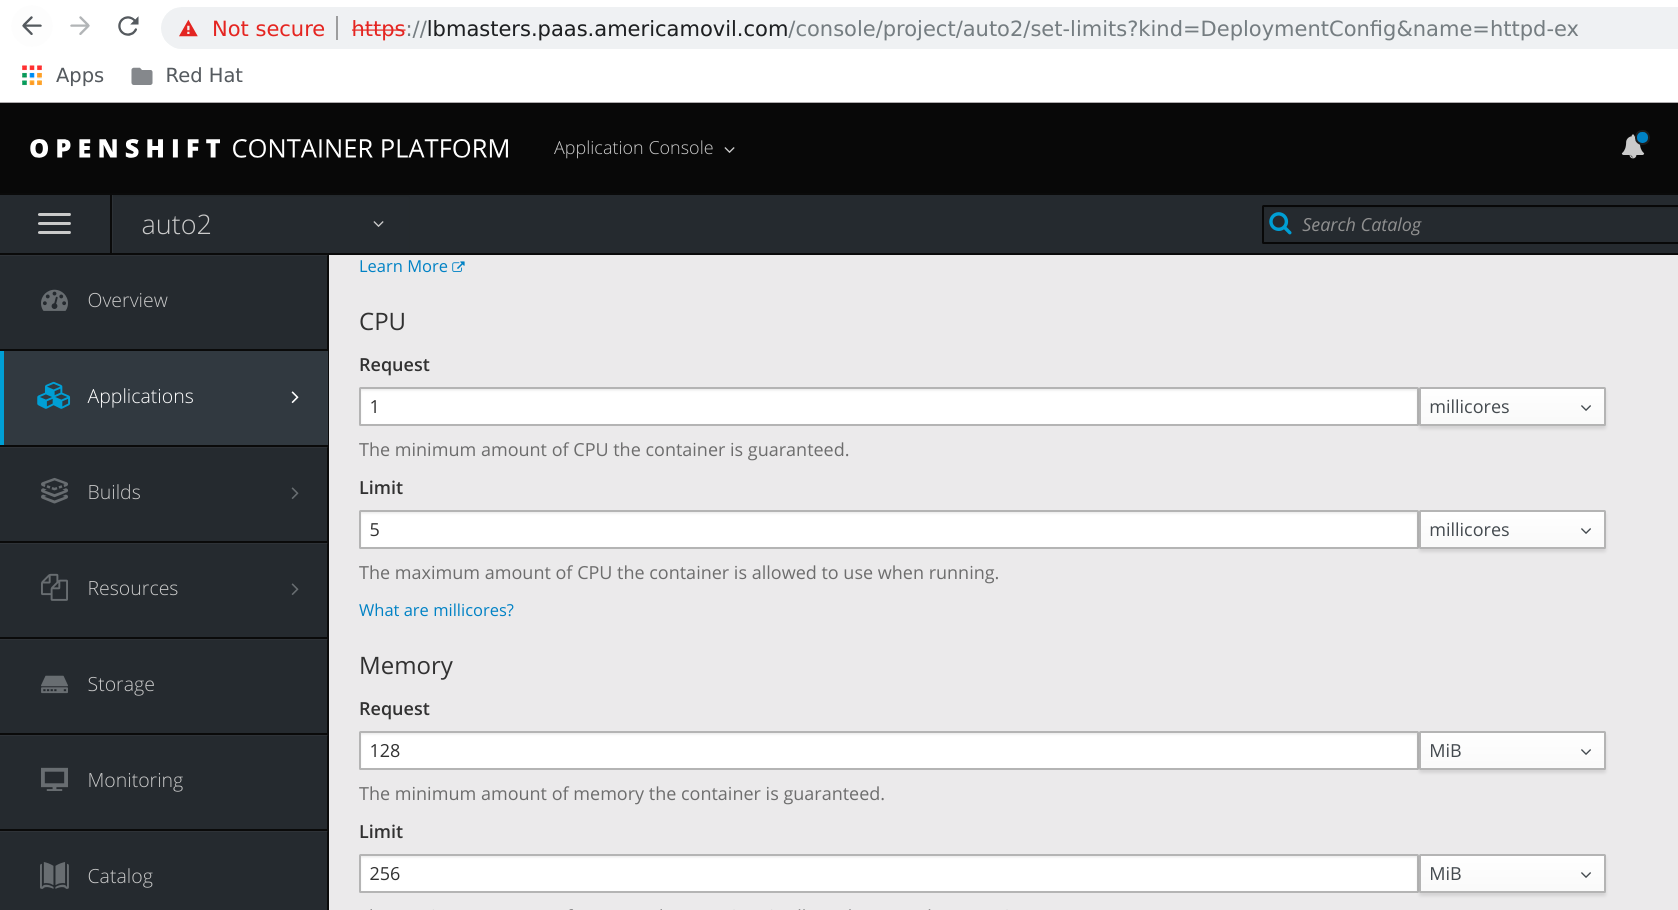 Not secure | https://lbmasters.paas.americamovil.com/console/project/auto2/set-limits?kind=DeploymentConfig&name=httpd-ex
Apps Red Hat
OPENSHIFT CONTAINER PLATFORM Application Console
auto2 Search Catalog
Learn More
Overview
CPU
Request
Applications
1 millicores
The minimum amount of CPU the container is guaranteed.
Limit
Builds
5 millicores
The maximum amount of CPU the container is allowed to use when running.
Resources
What are millicores?
Memory
Storage
Request
128 MiB
Monitoring
The minimum amount of memory the container is guaranteed.
Limit
Catalog
256 MiB